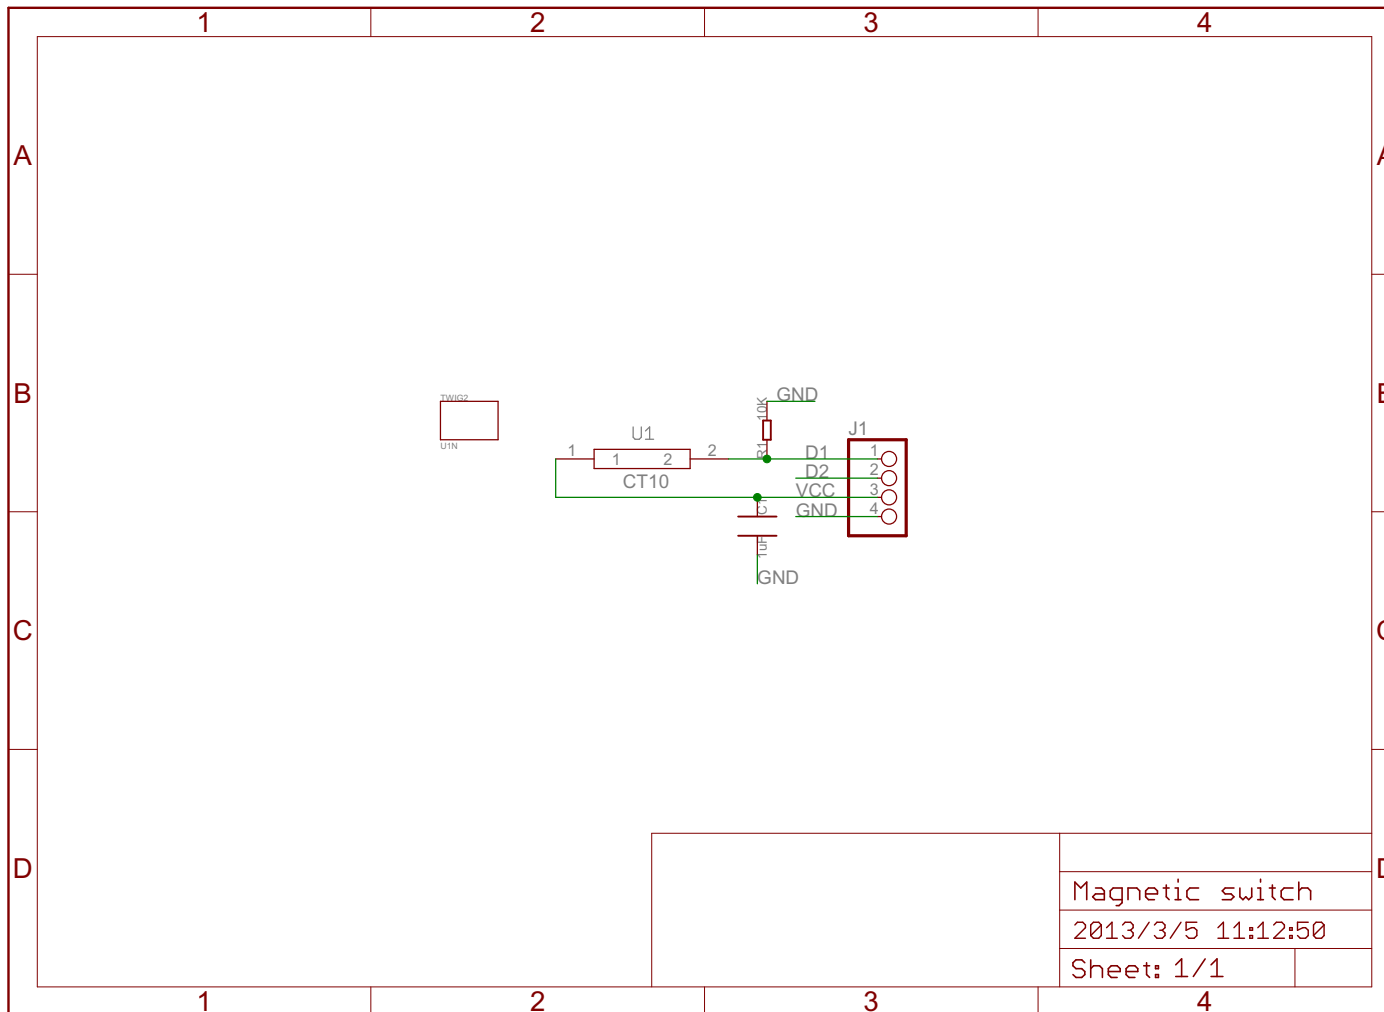 1 2 3 4
A A
B B
TWIG2
U1N
GND
10K
R1
U1
1 1 2 2
CT10
J1
D1 1
D2 2
VCC 3
GND 4
C1
1uF
GND
C C
D D
Magnetic switch
2013/3/5 11:12:50
Sheet: 1/1
1 2 3 4